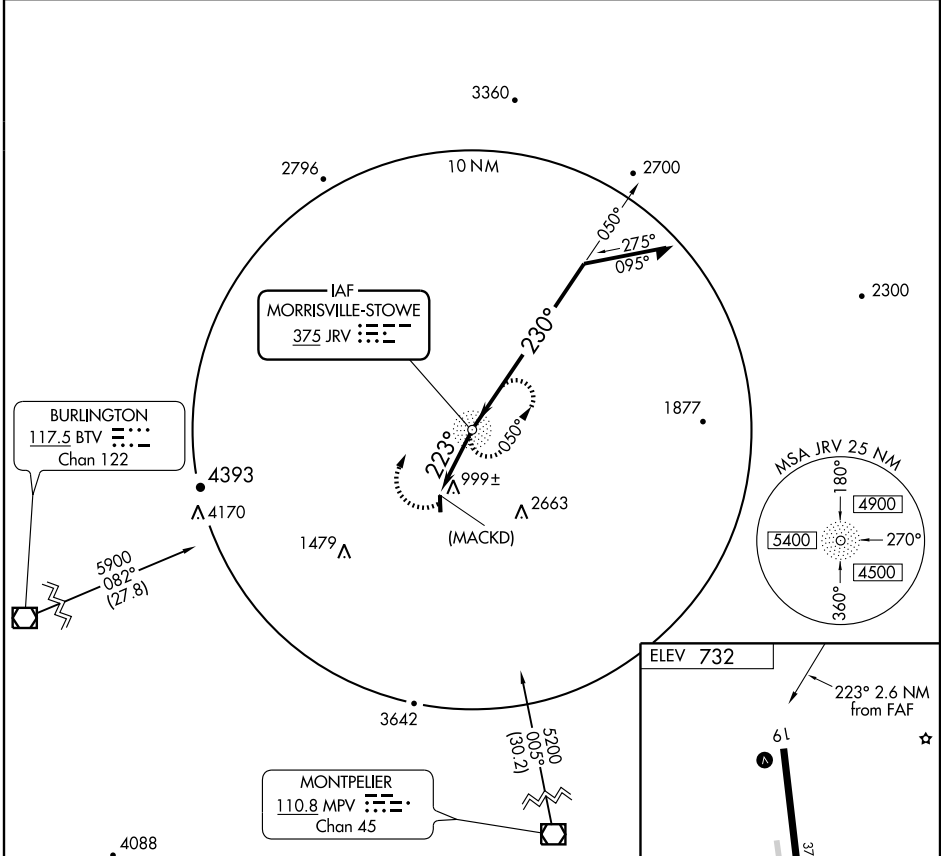 3360
2796
10 NM
2700
050°
275°
095°
IAF
MORRISVILLE-STOWE
375 JRV
230°
2300
BURLINGTON
117.5 BTV
Chan 122
1877
050°
223°
999±
MSA JRV 25 NM
180°
4900
5400
270°
4500
360°
4393
4170
2663
1479
(MACKD)
5900
082°
(27.8)
ELEV 732
223° 2.6 NM
from FAF
19
V
3642
5200
005°
(30.2)
MONTPELIER
110.8 MPV
Chan 45
4088